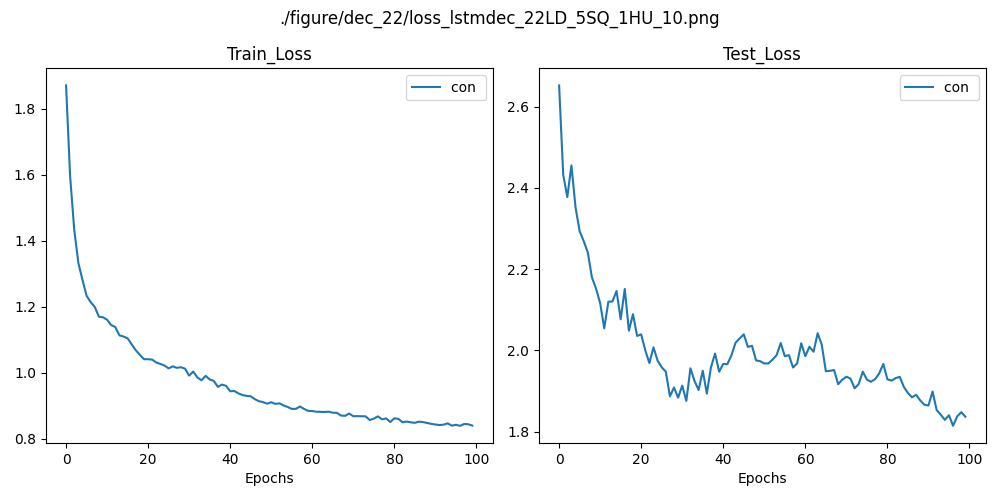 ./figure/dec_22/loss_lstmdec_22LD_5SQ_1HU_10.png
Train_Loss
con
1.8
1.6
1.4
1.2
1.0
0.8
0 20 40 60 80 100
Epochs
Test_Loss
con
2.6
2.4
2.2
2.0
1.8
0 20 40 60 80 100
Epochs